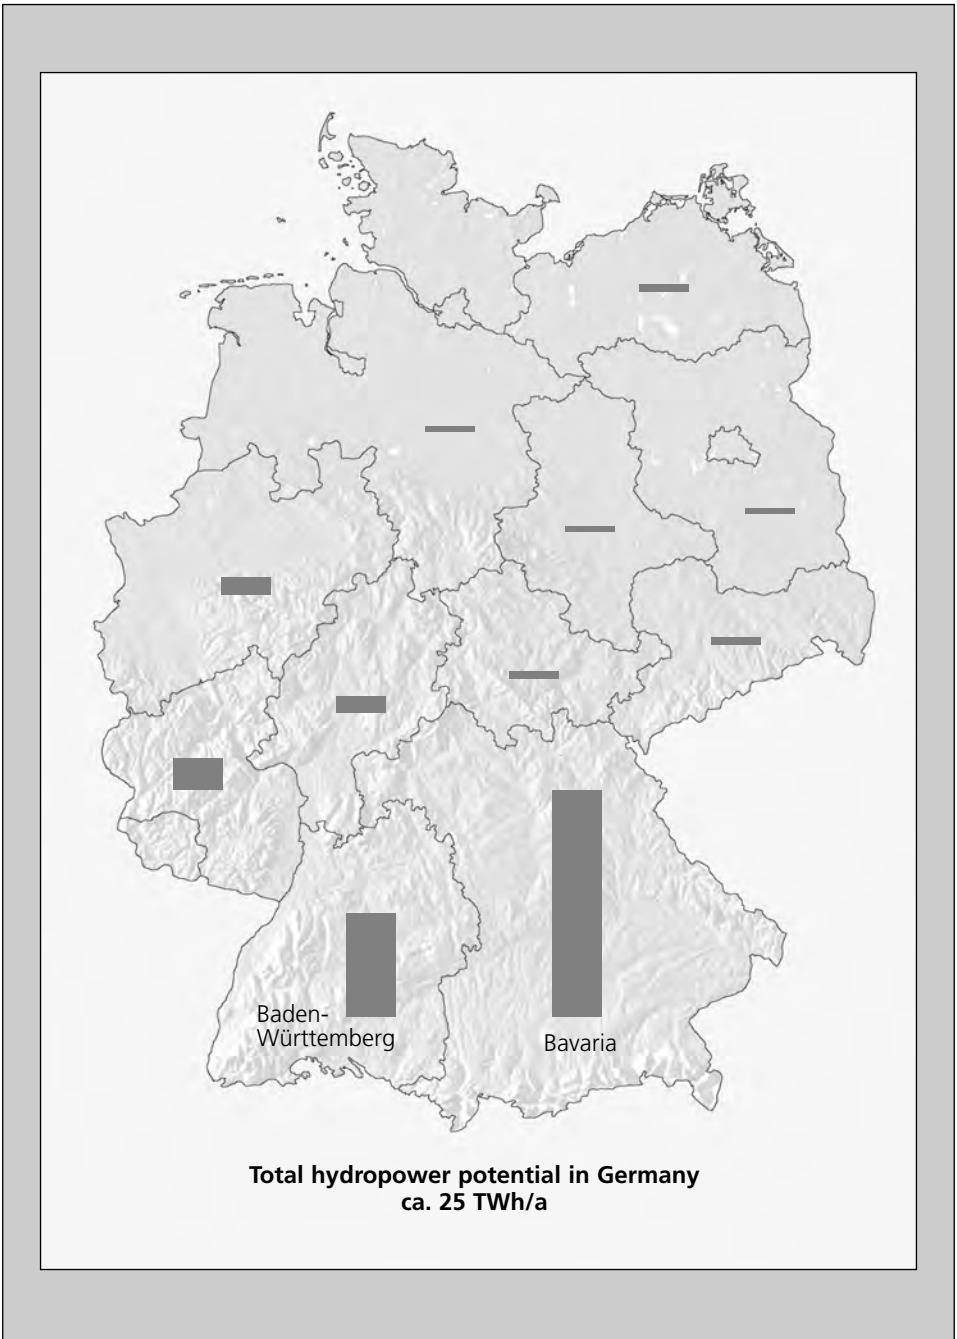 Baden-
Württemberg
Bavaria
Total hydropower potential in Germany
ca. 25 TWh/a